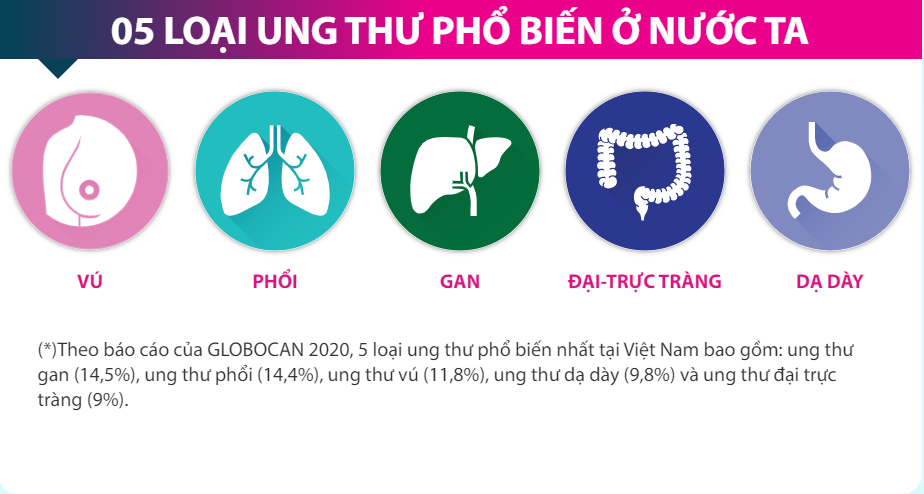 05 LOẠI UNG THƯ PHỔ BIẾN Ở NƯỚC TA
VÚ
PHỔI
GAN
ĐẠI-TRỰC TRÀNG
DẠ DÀY
(*)Theo báo cáo của GLOBOCAN 2020, 5 loại ung thư phổ biến nhất tại Việt Nam bao gồm: ung thư
gan (14,5%), ung thư phổi (14,4%), ung thư vú (11,8%), ung thư dạ dày (9,8%) và ung thư đại trực
tràng (9%).